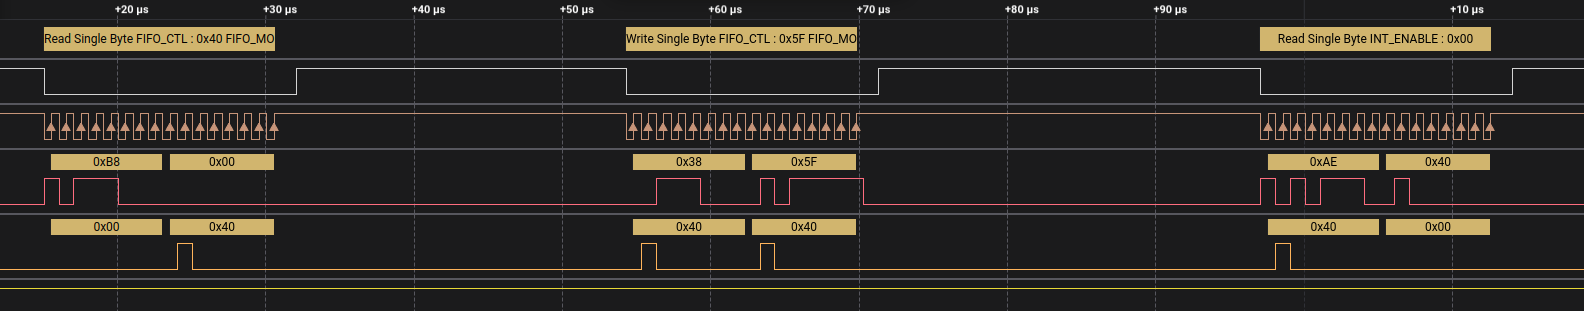 +20 µs +30 µs +40 µs +50 µs +60 µs +70 µs +80 µs +90 µs +10 µs
Read Single Byte FIFO_CTL : 0x40 FIFO_MO Write Single Byte FIFO_CTL : 0x5F FIFO_MO Read Single Byte INT_ENABLE : 0x00
0xB8 0x00 0x38 0x5F 0xAE 0x40
0x00 0x40 0x40 0x40 0x40 0x00